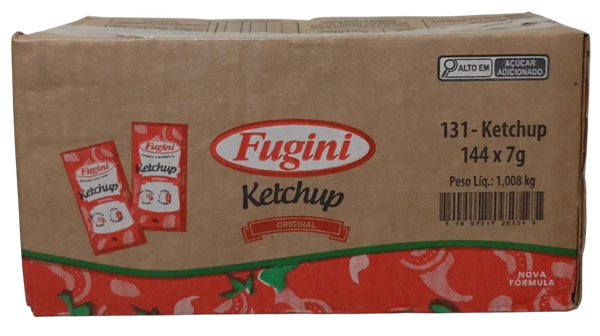 ALTO EM
AÇÚCAR
ADICIONADO
Fugini
Ketchup
ORIGINAL
131 - Ketchup
144 x 7g
Peso Líq.: 1,008 kg
Fugini
Ketchup
Fugini
Ketchup
NOVA
FÓRMULA